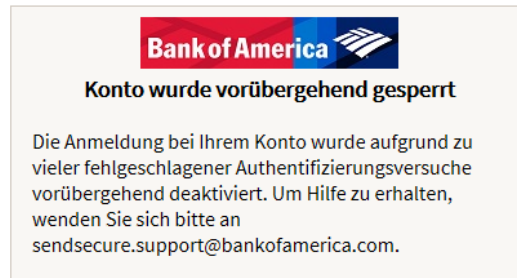 Bank of America
Konto wurde vorübergehend gesperrt
Die Anmeldung bei Ihrem Konto wurde aufgrund zu
vieler fehlgeschlagener Authentifizierungsversuche
vorübergehend deaktiviert. Um Hilfe zu erhalten,
wenden Sie sich bitte an
sendsecure.support@bankofamerica.com.